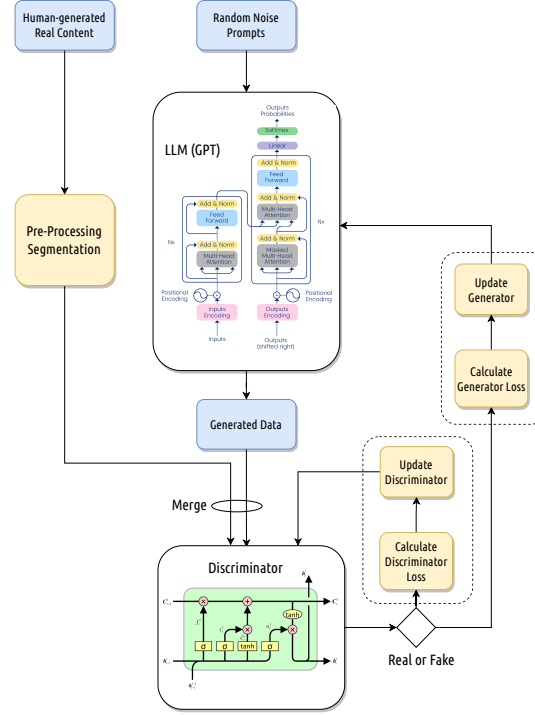 Human-generated
Real Content
Random Noise
Prompts
LLM (GPT)
Outputs
Probabilities
Softmax
Linear
Add & Norm
Feed
Forward
Add & Norm
Multi-Head
Attention
Nx
Add & Norm
Masked
Multi-Head
Attention
Add & Norm
Feed
Forward
Nx
Add & Norm
Multi-Head
Attention
Positional
Encoding
Positional
Encoding
Inputs
Encoding
Outputs
Encoding
Inputs
Outputs
(shifted right)
Pre-Processing
Segmentation
Update
Generator
Calculate
Generator Loss
Generated Data
Update
Discriminator
Calculate
Discriminator
Loss
Merge
Discriminator
tanh
σ
σ
tanh
σ
Real or Fake